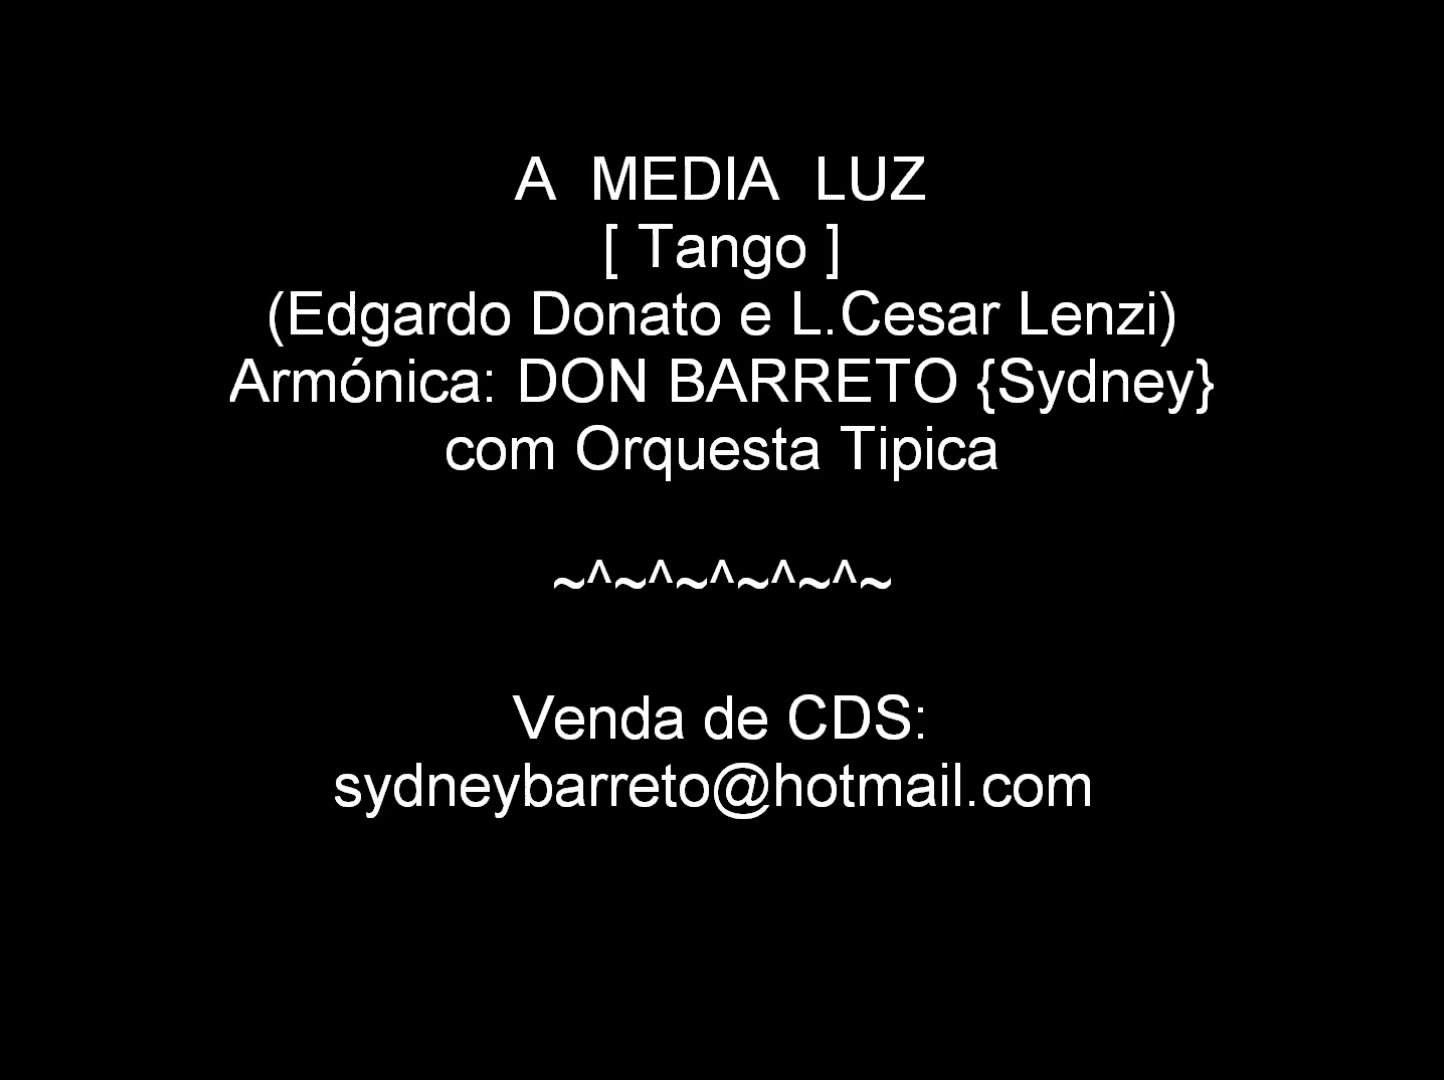 A MEDIA LUZ
[ Tango ]
(Edgardo Donato e L.Cesar Lenzi)
Armónica: DON BARRETO {Sydney}
com Orquesta Tipica
~^~^~^~^~^~
Venda de CDS:
sydneybarreto@hotmail.com